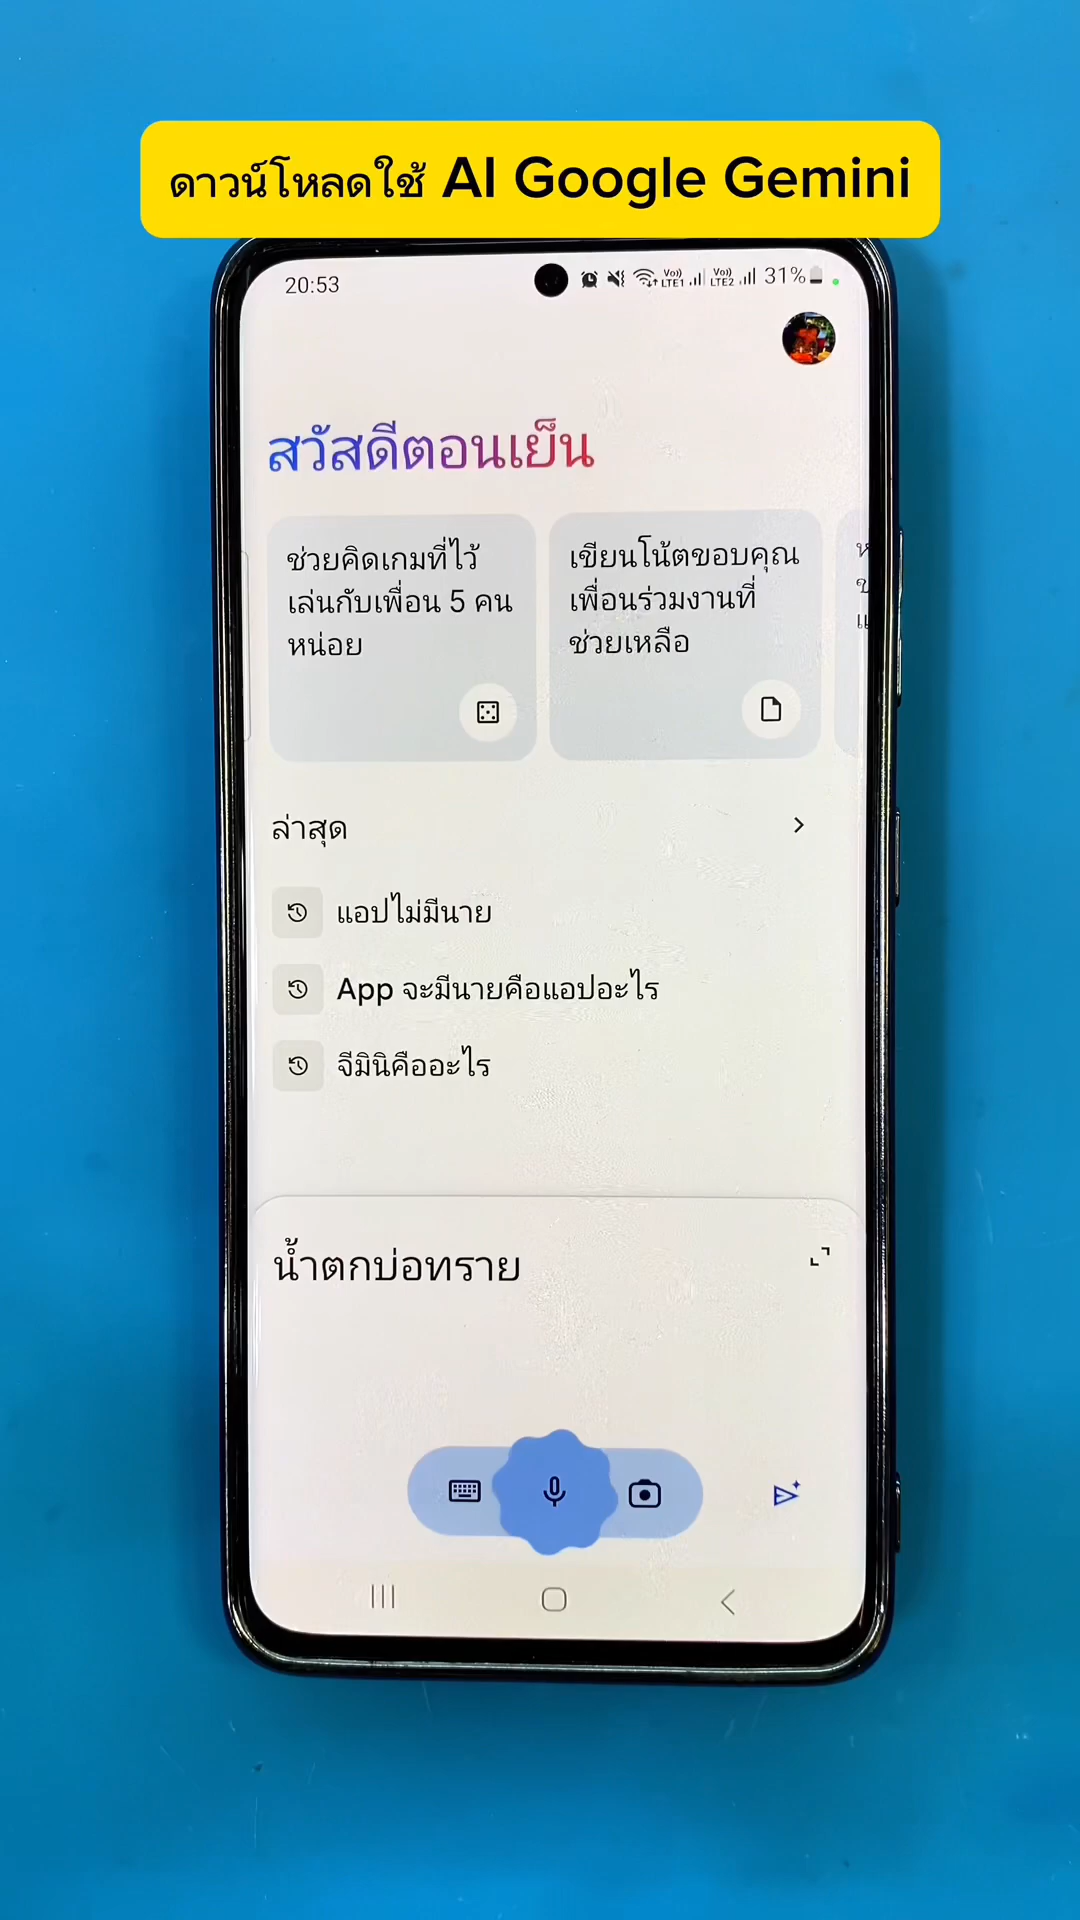 ดาวน์โหลดใช้ AI Google Gemini
20:53
Vo)) LTE1 Vo)) LTE2 31%
สวัสดีตอนเย็น
ช่วยคิดเกมที่ไว้
เล่นกับเพื่อน 5 คน
หน่อย
เขียนโน้ตขอบคุณ
เพื่อนร่วมงานที่
ช่วยเหลือ
ล่าสุด
แอปไม่มีนาย
App จะมีนายคือแอปอะไร
จีมินิคืออะไร
น้ำตกบ่อทราย